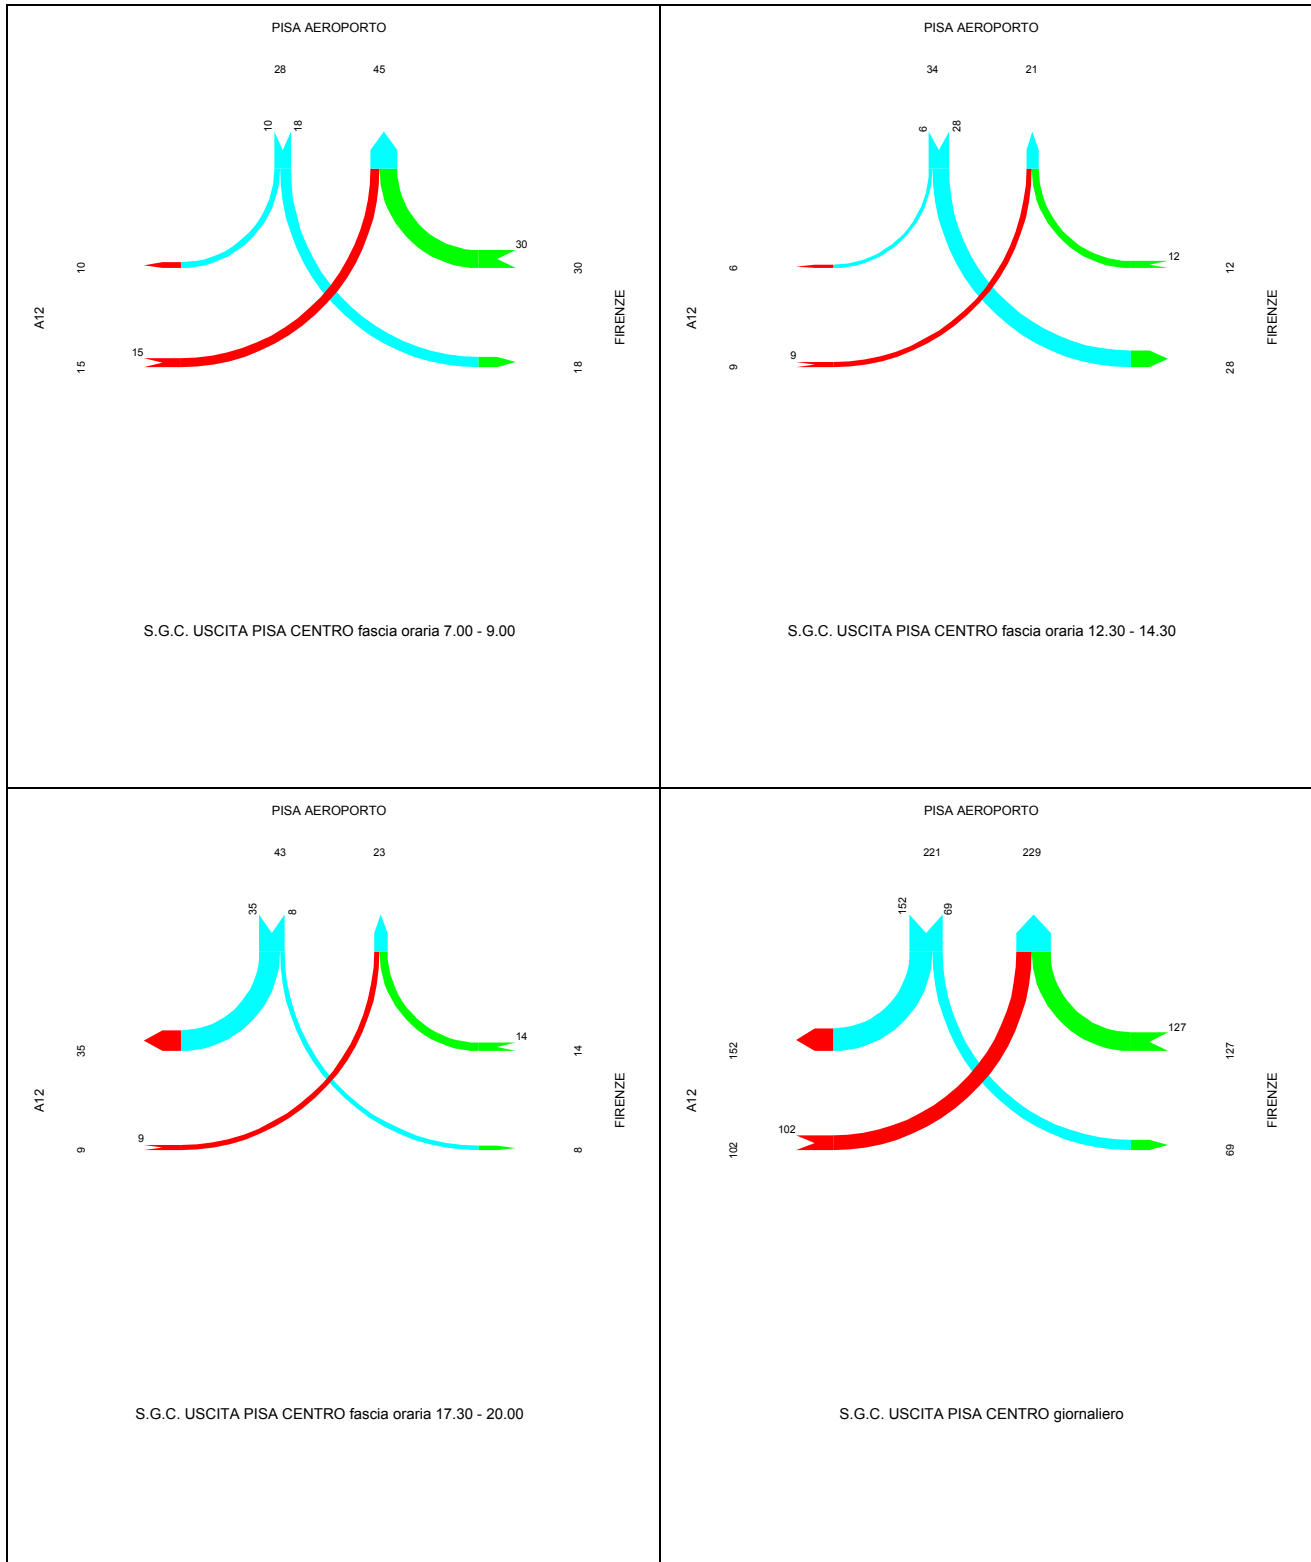 PISA AEROPORTO
28 45
10 18
30
10 30
A12 FIRENZE
15
15 18
S.G.C. USCITA PISA CENTRO fascia oraria 7.00 - 9.00
PISA AEROPORTO
34 21
6 28
12
6 12
A12 FIRENZE
9
9 28
S.G.C. USCITA PISA CENTRO fascia oraria 12.30 - 14.30
PISA AEROPORTO
43 23
35 8
14
35 14
A12 FIRENZE
9
9 8
S.G.C. USCITA PISA CENTRO fascia oraria 17.30 - 20.00
PISA AEROPORTO
221 229
152 69
127
152 127
A12 FIRENZE
102
102 69
S.G.C. USCITA PISA CENTRO giornaliero